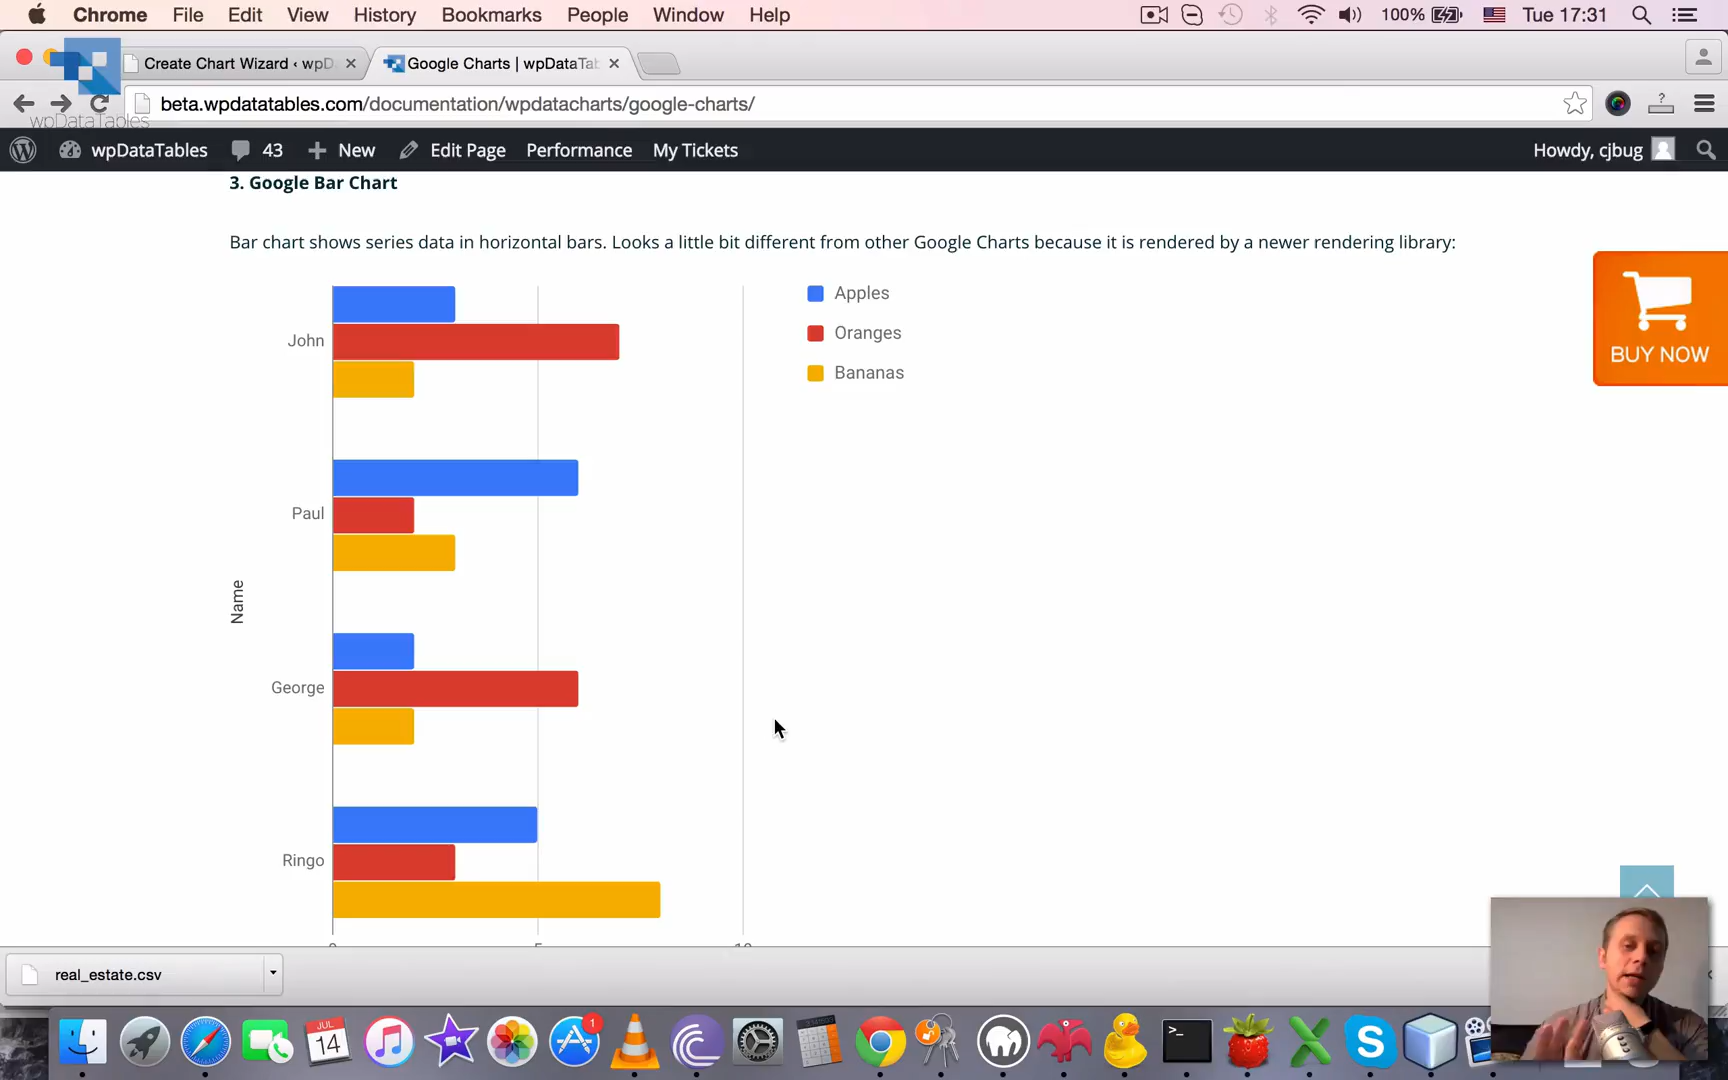 Chrome File Edit View History Bookmarks People Window Help 100% Tue 17:31
Create Chart Wizard ‹ wpD
Google Charts | wpDataTab
beta.wpdatatables.com/documentation/wpdatacharts/google-charts/
wpDataTables
wpDataTables 43 New Edit Page Performance My Tickets Howdy, cjbug
3. Google Bar Chart
Bar chart shows series data in horizontal bars. Looks a little bit different from other Google Charts because it is rendered by a newer rendering library:
Apples
Oranges
Bananas
BUY NOW
John
Paul
Name
George
Ringo
real_estate.csv
JUL
14
1